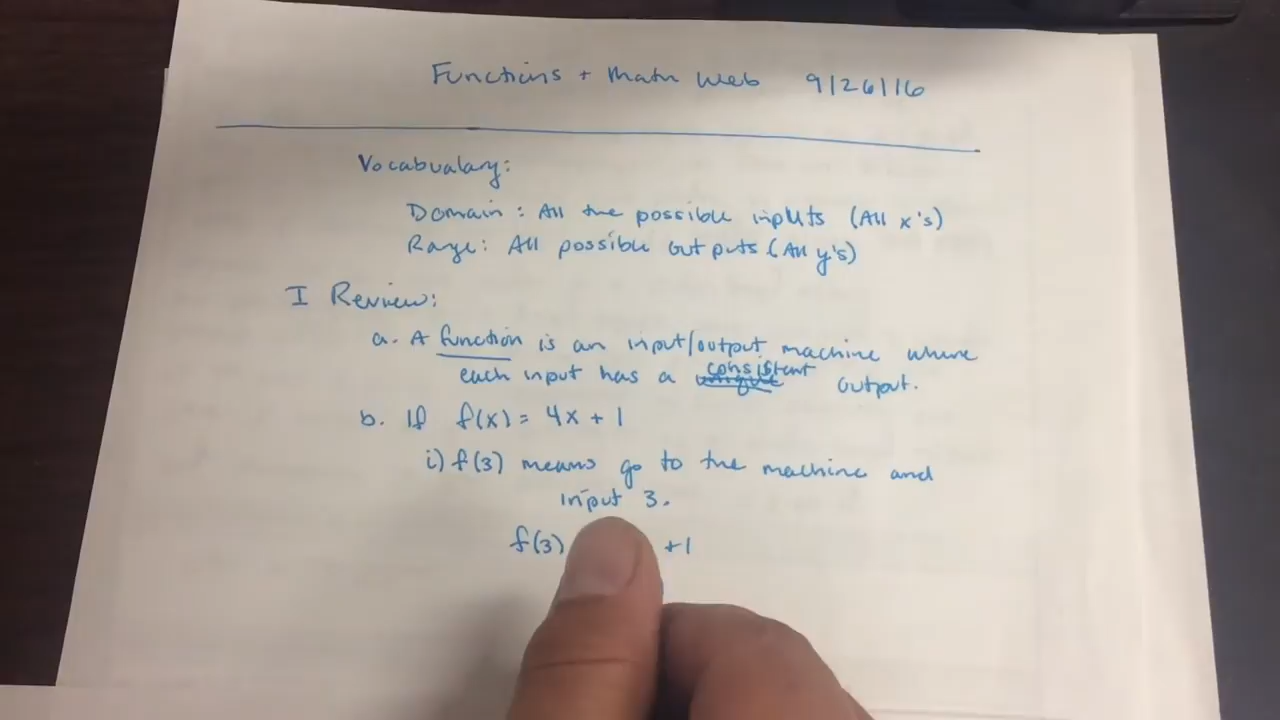 Functions + Math Web 9/26/16
Vocabualary:
Domain: All the possible inputs (All x's)
Range: All possible outputs (All y's)
I Review:
a. A function is an input/output machine where
each input has a consistent output.
b. If f(x) = 4x + 1
i) f(3) means go to the machine and
input 3.
f(3) +1